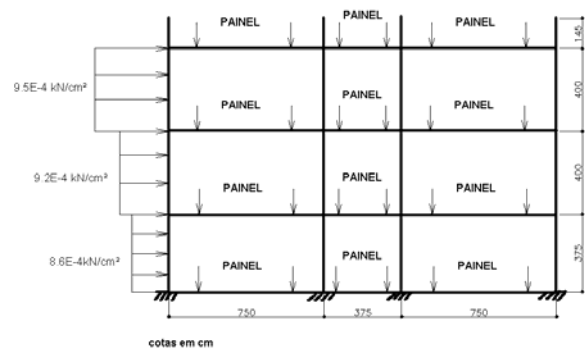 PAINEL PAINEL PAINEL
145
9.5E-4 kN/cm²
400
PAINEL PAINEL PAINEL
9.2E-4 kN/cm²
400
PAINEL PAINEL PAINEL
8.6E-4kN/cm²
375
PAINEL PAINEL PAINEL
750 375 750
cotas em cm